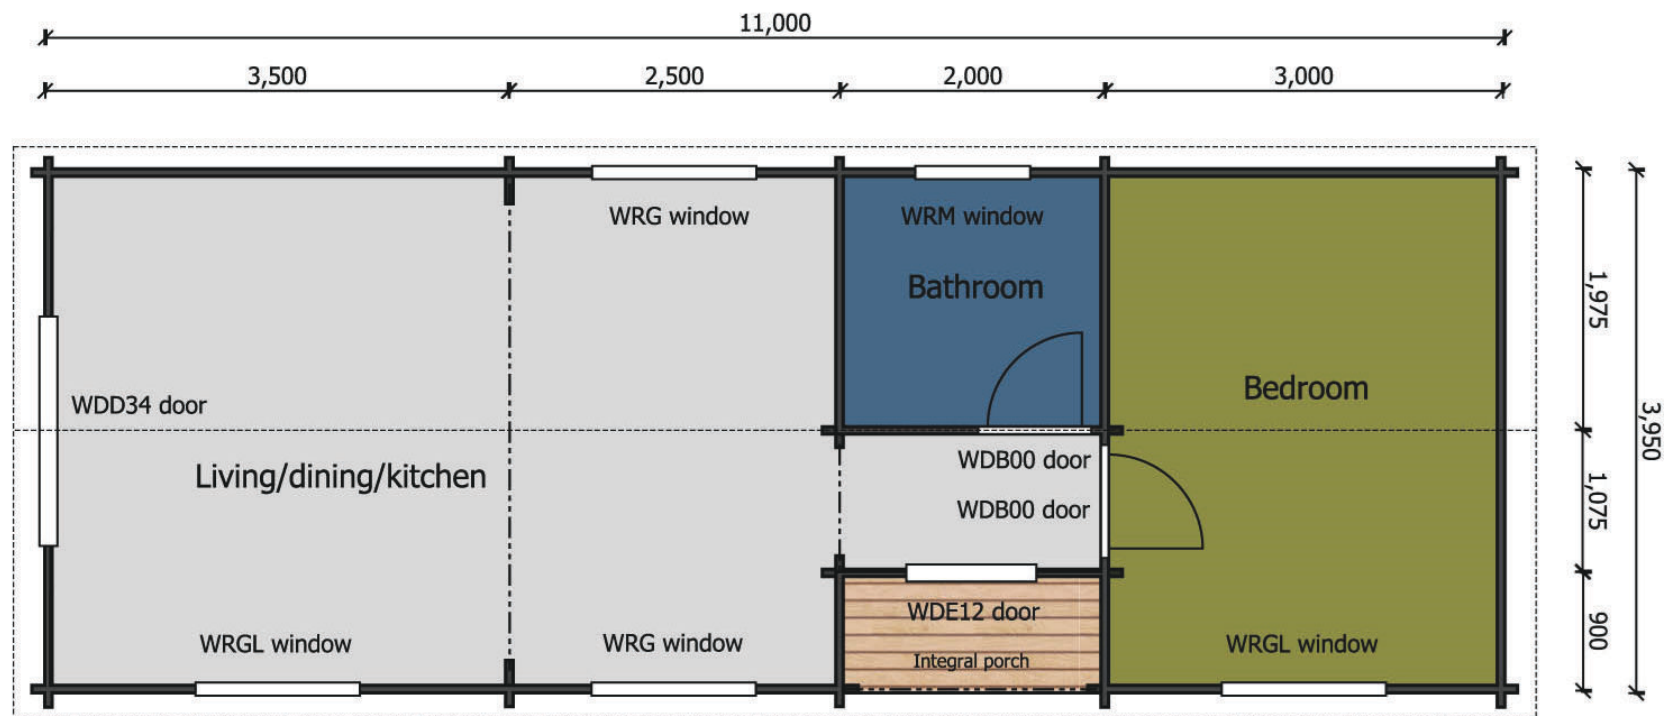 11,000
3,500
2,500
2,000
3,000
WRG window
WRM window
Bathroom
1,975
Bedroom
WDD34 door
3,950
WDB00 door
Living/dining/kitchen
WDB00 door
1,075
WDE12 door
WRGL window
WRG window
WRGL window
900
Integral porch